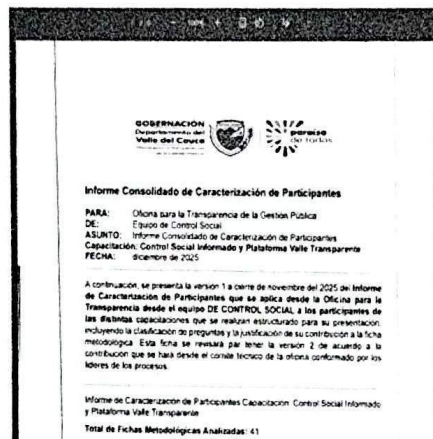 GOBERNACIÓN
Departamento del
Valle del Cauca
paraíso
de todos
Informe Consolidado de Caracterización de Participantes
PARA: Oficina para la Transparencia de la Gestión Pública
DE: Equipo de Control Social
ASUNTO: Informe Consolidado de Caracterización de Participantes
Capacitación: Control Social Informado y Plataforma Valle Transparente
FECHA: diciembre de 2025
A continuación, se presenta la versión 1 a cierre de noviembre del 2025 del Informe
de Caracterización de Participantes que se aplica desde la Oficina para la
Transparencia desde el equipo DE CONTROL SOCIAL a los participantes de
las distintas capacitaciones que se realizan estructurado para su presentación,
incluyendo la clasificación de preguntas y la justificación de su contribución a la ficha
metodológica. Esta ficha se revisará par tener la versión 2 de acuerdo a la
contribución que se hará desde el comité técnico de la oficina conformado por los
líderes de los procesos.
Informe de Caracterización de Participantes Capacitación: Control Social Informado
y Plataforma Valle Transparente
Total de Fichas Metodológicas Analizadas: 41